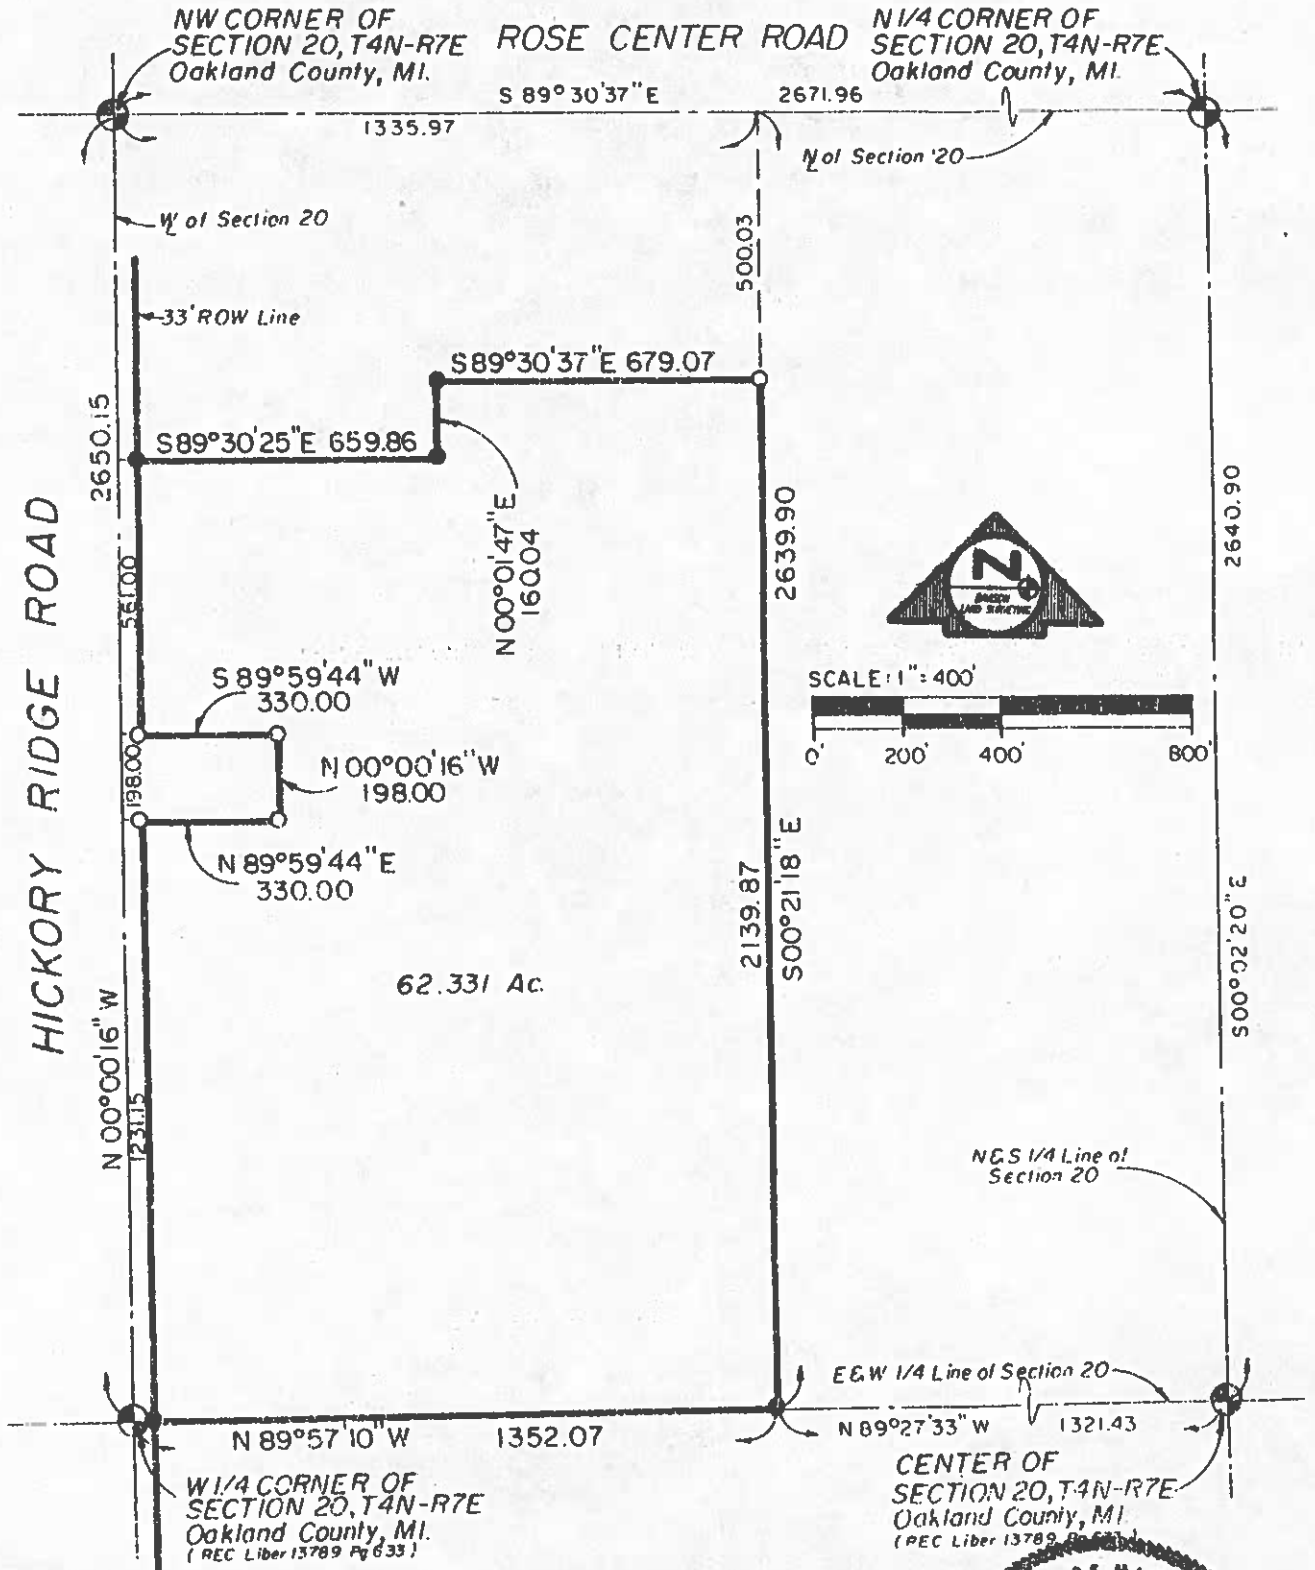 NW CORNER OF
SECTION 20, T4N-R7E
Oakland County, MI.
ROSE CENTER ROAD
N 1/4 CORNER OF
SECTION 20, T4N-R7E
Oakland County, MI.
S 89°30'37"E
2671.96
1335.97
N of Section '20
W of Section 20
500.03
33' ROW Line
S89°30'37"E 679.07
2650.15
S89°30'25"E 659.86
N00°01'47"E
160.04
2639.90
2640.90
HICKORY RIDGE ROAD
561.00
N
LAND SURVEYING
SCALE: 1" = 400'
0' 200' 400' 800'
S 89°59'44" W
330.00
198.00
N 00°00'16" W
198.00
N 89°59'44"E
330.00
2139.87
S00°21'18"E
S00°02'20"E
62.331 Ac.
N 00°00'16" W
1231.15
N&S 1/4 Line of
Section 20
E&W 1/4 Line of Section 20
N 89°57'10" W
1352.07
N 89°27'33" W
1321.43
W 1/4 CORNER OF
SECTION 20, T4N-R7E
Oakland County, MI.
( REC Liber 13789 Pg 633 )
CENTER OF
SECTION 20, T4N-R7E
Oakland County, MI.
( REC Liber 13789